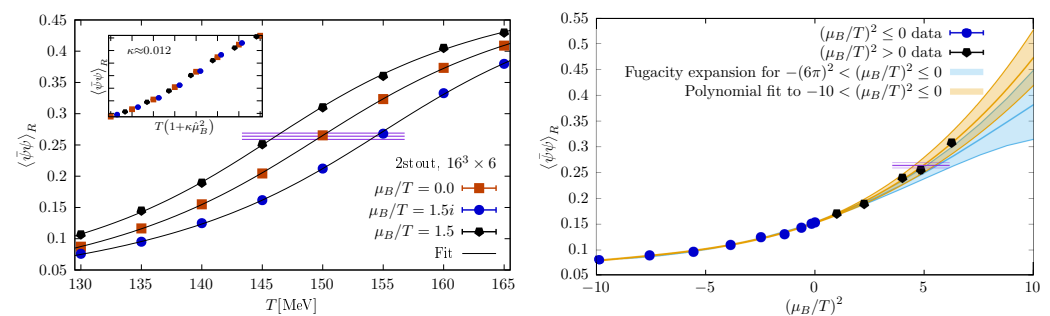 0.45
0.4
0.35
0.3
0.25
0.2
0.15
0.1
0.05
⟨ψ̄ψ⟩_R
κ≈0.012
⟨ψ̄ψ⟩_R
T(1+κμ̂²_B)
2stout, 16³ × 6
μ_B/T = 0.0
μ_B/T = 1.5i
μ_B/T = 1.5
Fit
130 135 140 145 150 155 160 165
T[MeV]
0.55
0.5
0.45
0.4
0.35
0.3
0.25
0.2
0.15
0.1
0.05
⟨ψ̄ψ⟩_R
(μ_B/T)² ≤ 0 data
(μ_B/T)² > 0 data
Fugacity expansion for −(6π)² < (μ_B/T)² ≤ 0
Polynomial fit to −10 < (μ_B/T)² ≤ 0
−10 −5 0 5 10
(μ_B/T)²